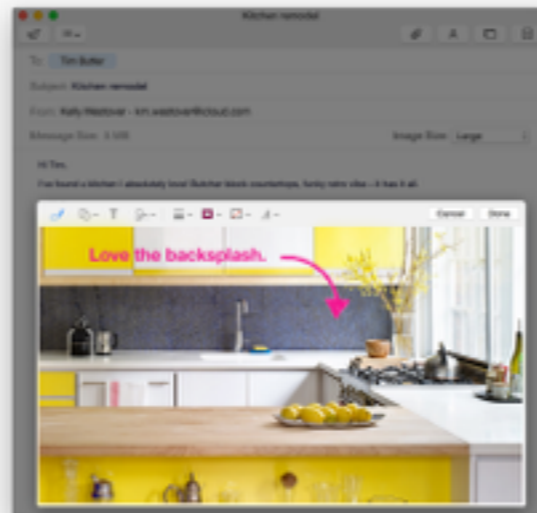 Kitchen remodel
To: Tim Butler
Subject: Kitchen remodel
From: Kelly Westover - km.westover@icloud.com
Message Size: 5 MB Image Size: Large
Hi Tim,
I've found a kitchen I absolutely love! Butcher block countertops, funky retro vibe – it has it all.
T Cancel Done
Love the backsplash.